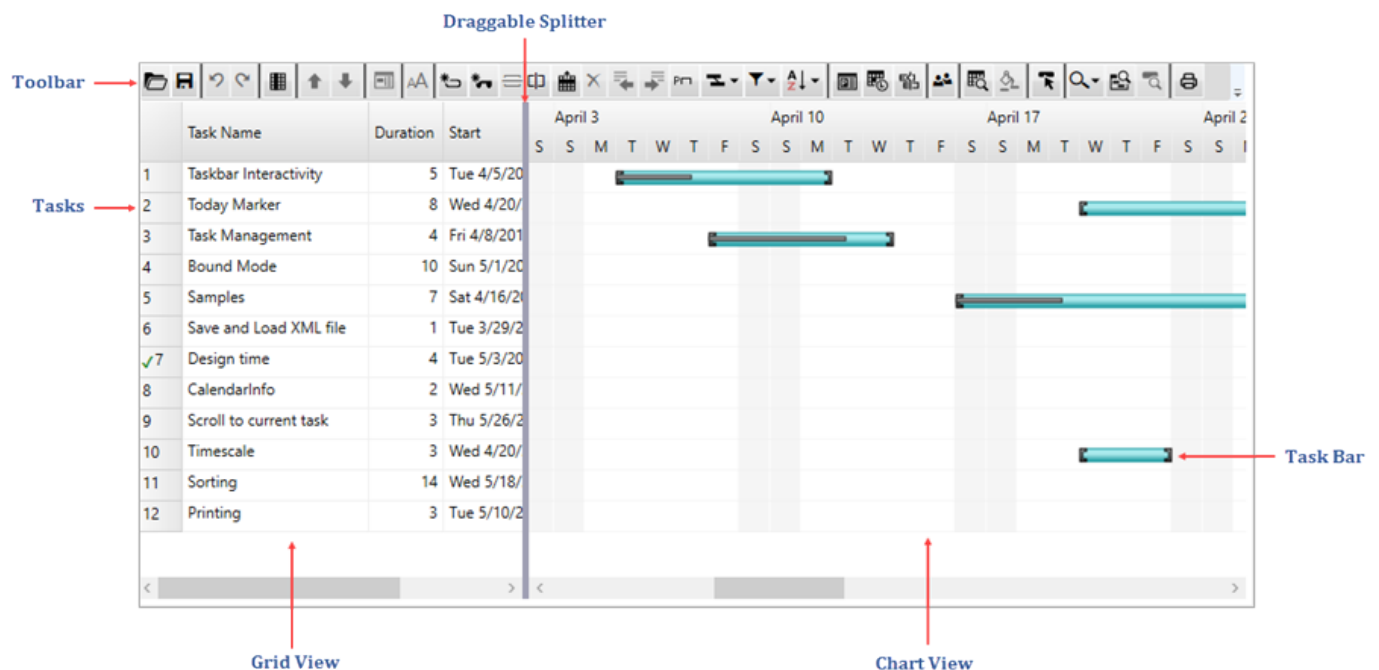 Draggable Splitter
Toolbar
Task Name Duration Start
April 3 April 10 April 17 April 2
S S M T W T F S S M T W T F S S M T W T F S S
1 Taskbar Interactivity 5 Tue 4/5/20
Tasks
2 Today Marker 8 Wed 4/20/
3 Task Management 4 Fri 4/8/201
4 Bound Mode 10 Sun 5/1/20
5 Samples 7 Sat 4/16/20
6 Save and Load XML file 1 Tue 3/29/2
7 Design time 4 Tue 5/3/20
8 CalendarInfo 2 Wed 5/11/
9 Scroll to current task 3 Thu 5/26/2
10 Timescale 3 Wed 4/20/
Task Bar
11 Sorting 14 Wed 5/18/
12 Printing 3 Tue 5/10/2
Grid View
Chart View